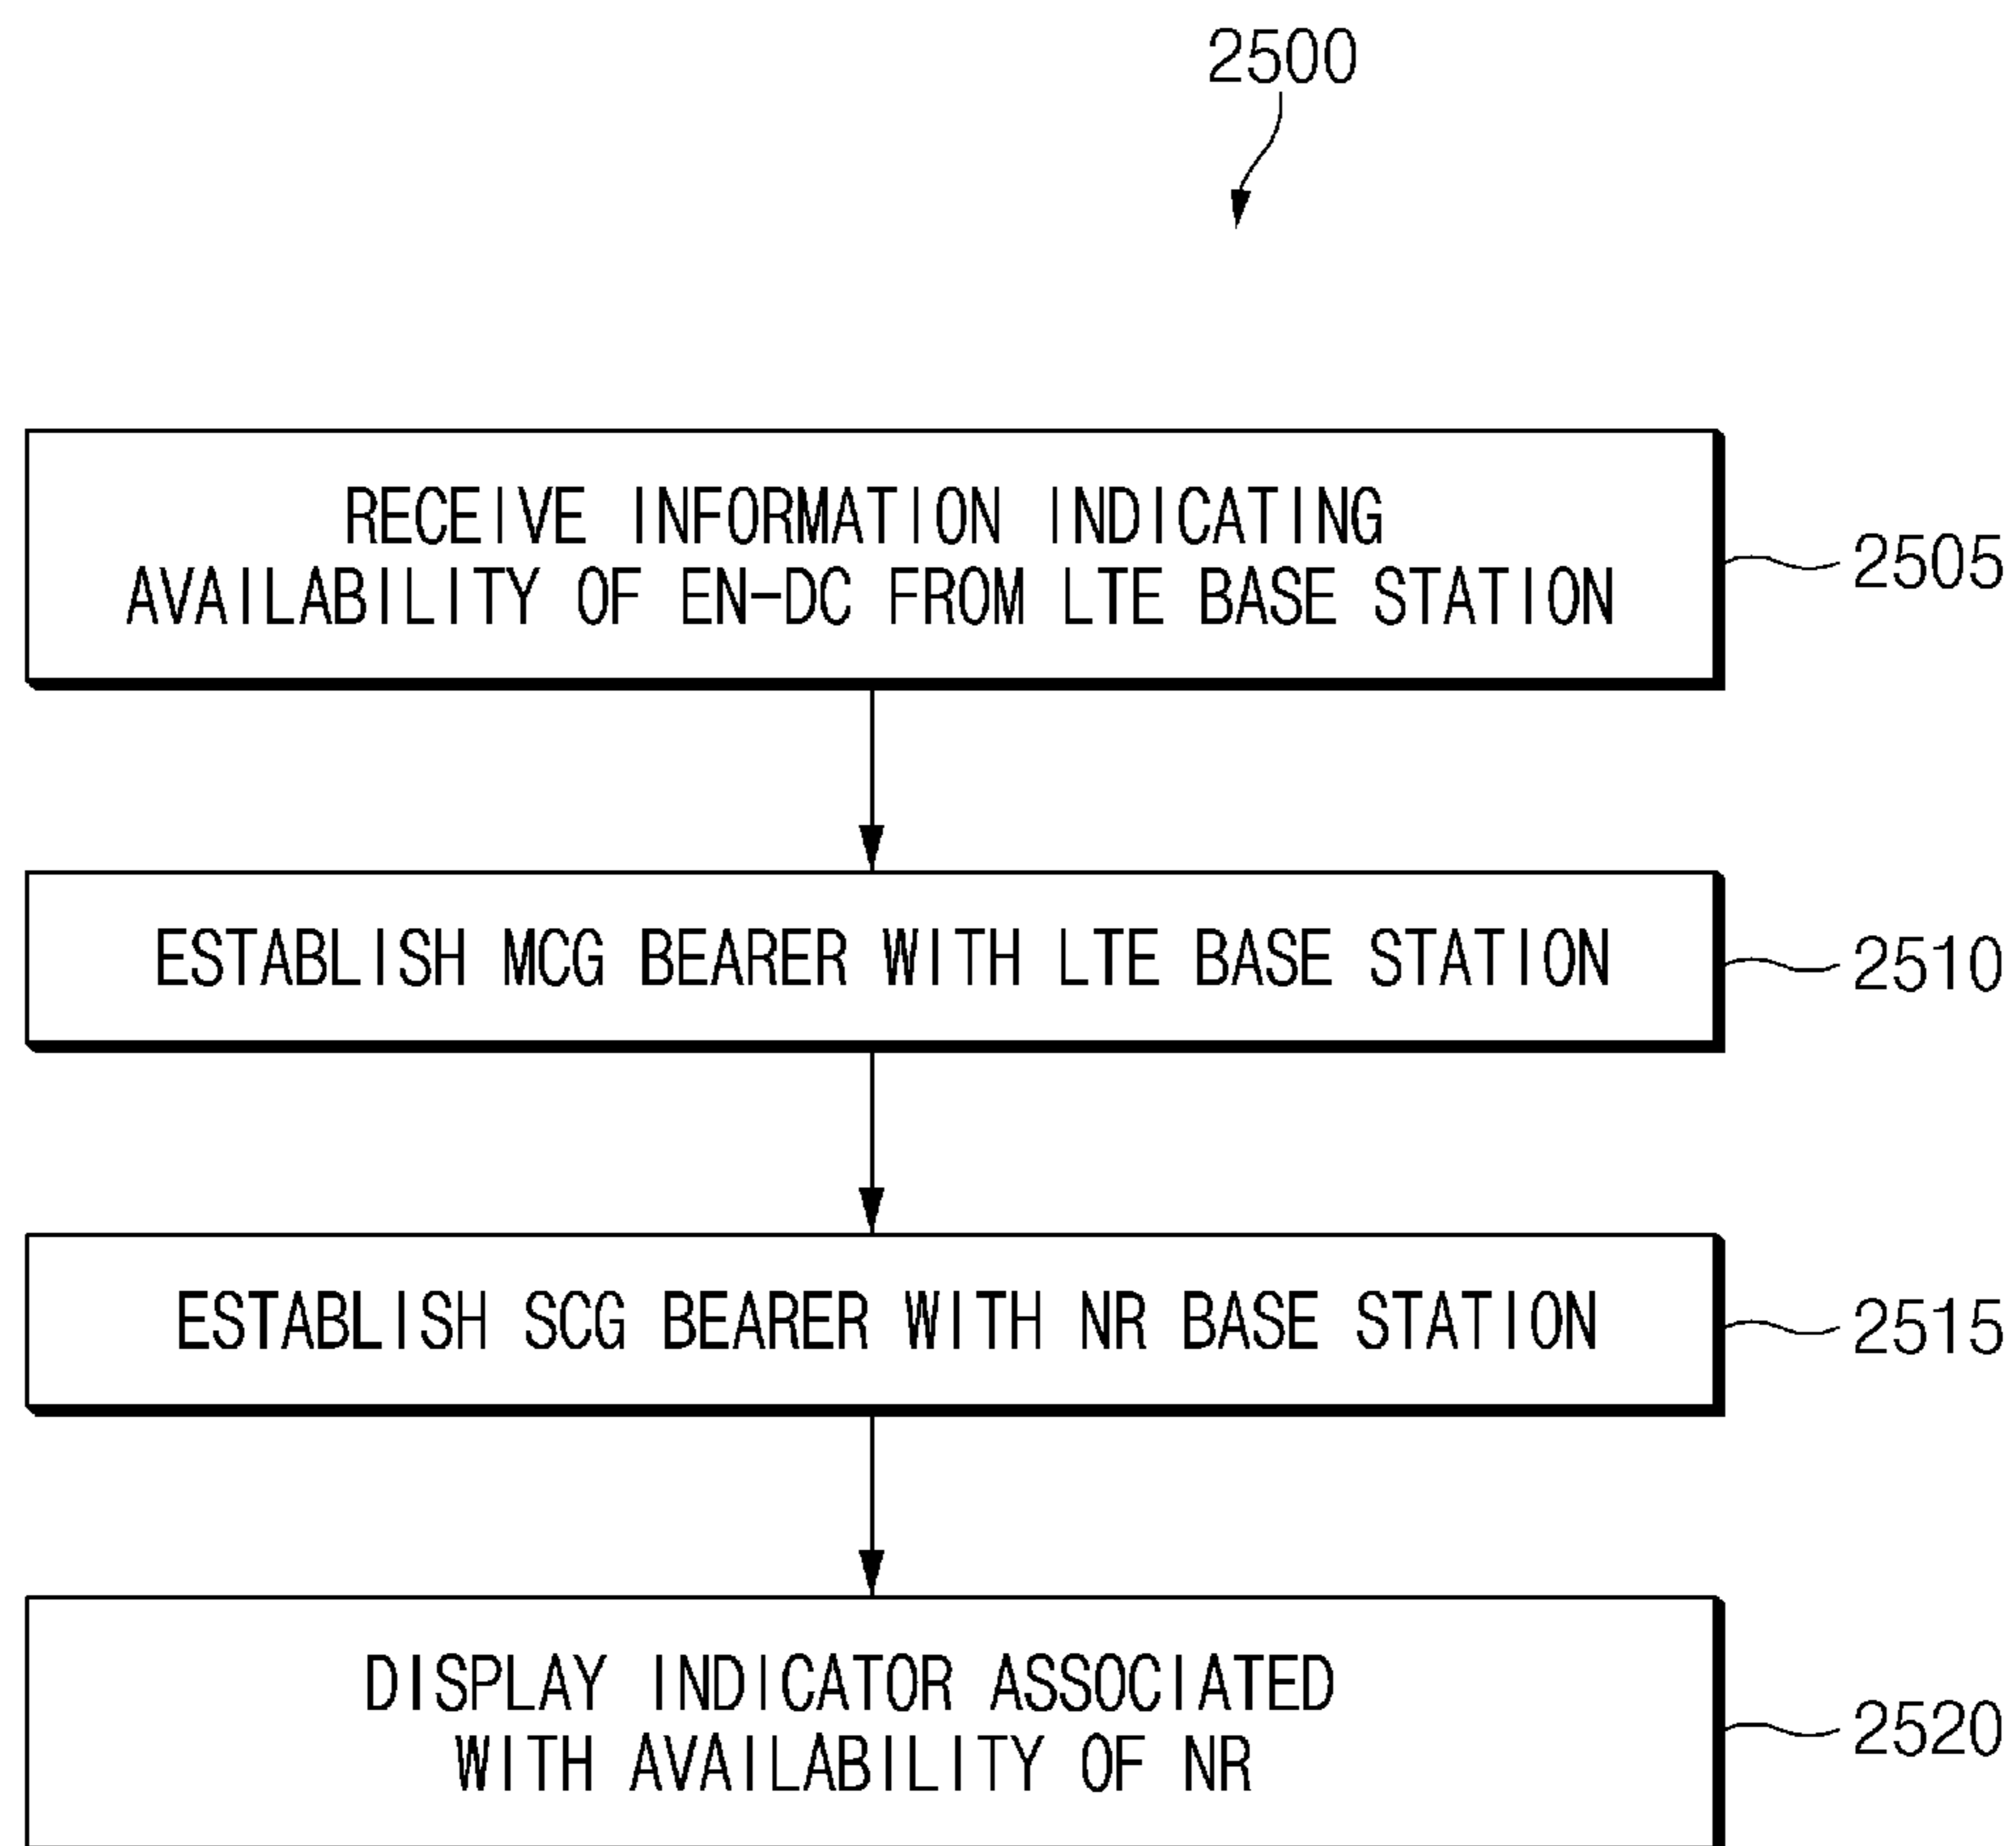 2500
RECEIVE INFORMATION INDICATING
AVAILABILITY OF EN-DC FROM LTE BASE STATION
2505
ESTABLISH MCG BEARER WITH LTE BASE STATION
2510
ESTABLISH SCG BEARER WITH NR BASE STATION
2515
DISPLAY INDICATOR ASSOCIATED
WITH AVAILABILITY OF NR
2520